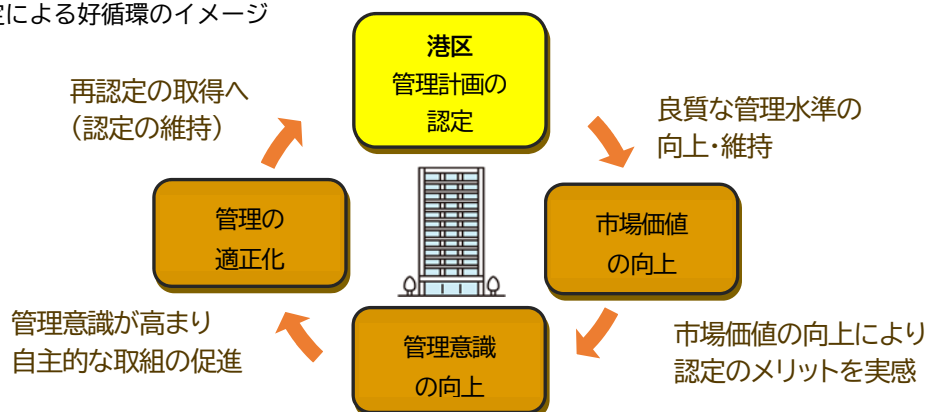 定による好循環のイメージ
港区
管理計画の
認定
再認定の取得へ
（認定の維持）
良質な管理水準の
向上・維持
管理の
適正化
市場価値
の向上
管理意識が高まり
自主的な取組の促進
管理意識
の向上
市場価値の向上により
認定のメリットを実感